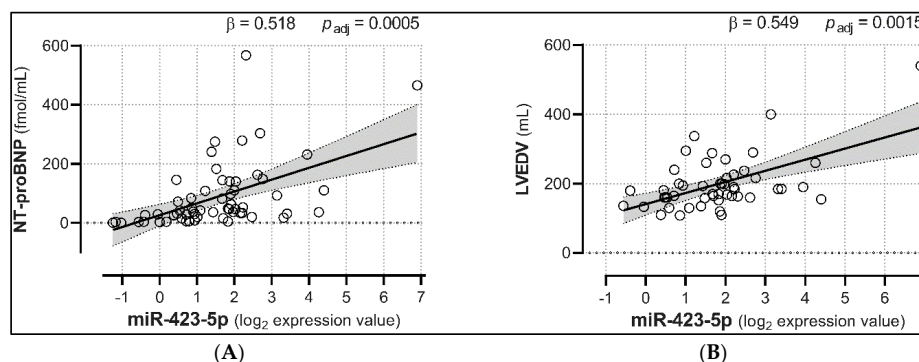 β = 0.518 p adj = 0.0005
600
400
200
0
NT-proBNP (fmol/mL)
-1 0 1 2 3 4 5 6 7
miR-423-5p (log2 expression value)
(A)
β = 0.549 p adj = 0.0015
600
400
200
0
LVEDV (mL)
-1 0 1 2 3 4 5 6
miR-423-5p (log2 expression value)
(B)